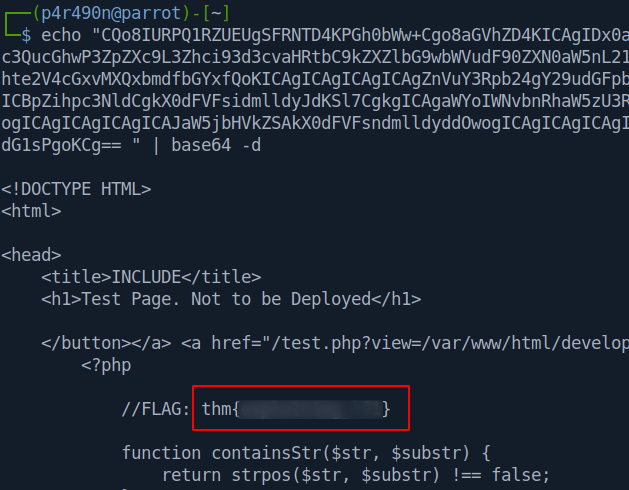 (p4r490n@parrot)-[~]
$ echo "CQo8IURPQ1RZUEUgSFRNTD4KPGh0bWw+Cgo8aGVhZD4KICAgIDx0a
c3QucGhwP3ZpZXc9L3Zhci93d3cvaHRtbC9kZXZlbG9wbWVudF90ZXN0aW5nL21
hte2V4cGxvMXQxbmdfbGYxfQoKICAgICAgICAgICAgZnVuY3Rpb24gY29udGFpb
ICBpZihpc3NldCgkX0dFVFsidmlldyJdKSl7CgkgICAgaWYoIWNvbnRhaW5zU3R
ogICAgICAgICAgICAJaW5jbHVkZSAkX0dFVFsndmlldyddOwogICAgICAgICAgI
dG1sPgoKCg== " | base64 -d
<!DOCTYPE HTML>
<html>
<head>
<title>INCLUDE</title>
<h1>Test Page. Not to be Deployed</h1>
</button></a> <a href="/test.php?view=/var/www/html/develop
<?php
//FLAG: thm{ }
function containsStr($str, $substr) {
return strpos($str, $substr) !== false;